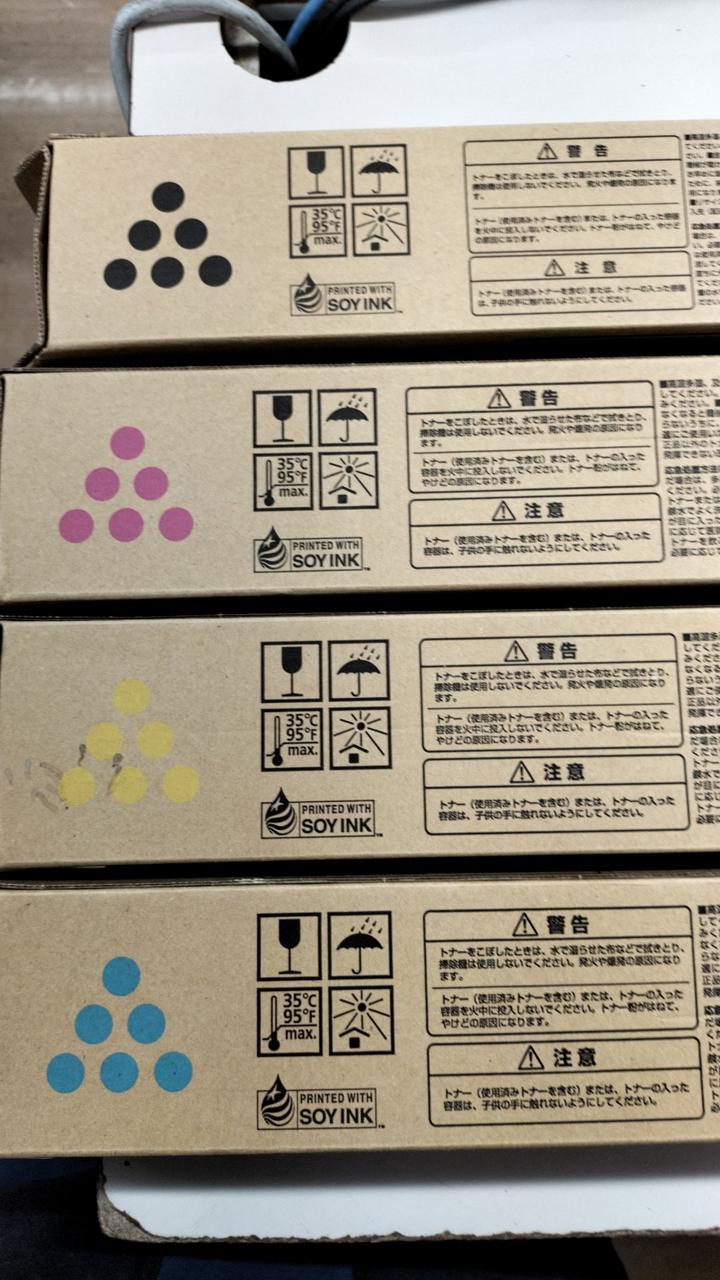 35℃
95°F
max.
PRINTED WITH
SOY INK™
警告
トナーをこぼしたときは、水で湿らせた布などで拭きとり、
掃除機は使用しないでください。発火や爆発の原因になりま
す。
トナー（使用済みトナーを含む）または、トナーの入った容器
を火中に投入しないでください。トナー粉がはねて、やけど
の原因になります。
注意
トナー（使用済みトナーを含む）または、トナーの入った容器
は、子供の手に触れないようにしてください。
35℃
95°F
max.
PRINTED WITH
SOY INK™
警告
トナーをこぼしたときは、水で湿らせた布などで拭きとり、
掃除機は使用しないでください。発火や爆発の原因になり
ます。
トナー（使用済みトナーを含む）または、トナーの入った
容器を火中に投入しないでください。トナー粉がはねて、
やけどの原因になります。
注意
トナー（使用済みトナーを含む）または、トナーの入った
容器は、子供の手に触れないようにしてください。
35℃
95°F
max.
PRINTED WITH
SOY INK™
警告
トナーをこぼしたときは、水で湿らせた布などで拭きとり、
掃除機は使用しないでください。発火や爆発の原因になり
ます。
トナー（使用済みトナーを含む）または、トナーの入った
容器を火中に投入しないでください。トナー粉がはねて、
やけどの原因になります。
注意
トナー（使用済みトナーを含む）または、トナーの入った
容器は、子供の手に触れないようにしてください。
35℃
95°F
max.
PRINTED WITH
SOY INK™
警告
トナーをこぼしたときは、水で湿らせた布などで拭きとり、
掃除機は使用しないでください。発火や爆発の原因になり
ます。
トナー（使用済みトナーを含む）または、トナーの入った
容器を火中に投入しないでください。トナー粉がはねて、
やけどの原因になります。
注意
トナー（使用済みトナーを含む）または、トナーの入った
容器は、子供の手に触れないようにしてください。